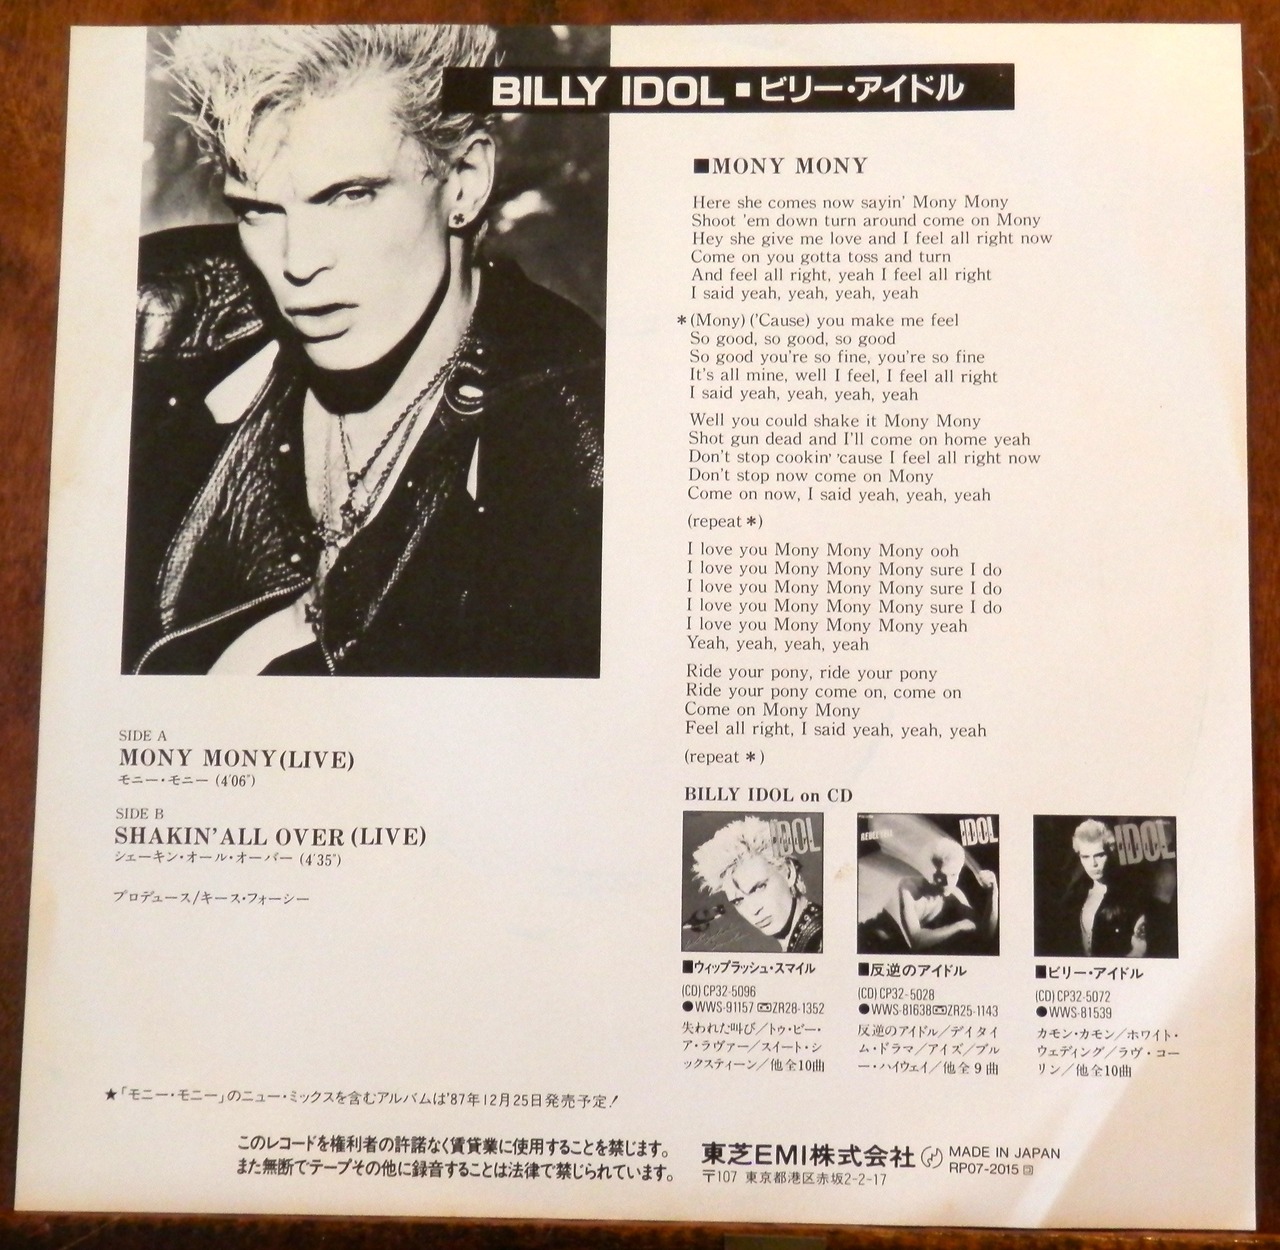 BILLY IDOL ■ ビリー・アイドル
■MONY MONY
Here she comes now sayin' Mony Mony
Shoot 'em down turn around come on Mony
Hey she give me love and I feel all right now
Come on you gotta toss and turn
And feel all right, yeah I feel all right
I said yeah, yeah, yeah, yeah
*(Mony) ('Cause) you make me feel
So good, so good, so good
So good you're so fine, you're so fine
It's all mine, well I feel, I feel all right
I said yeah, yeah, yeah, yeah
Well you could shake it Mony Mony
Shot gun dead and I'll come on home yeah
Don't stop cookin' 'cause I feel all right now
Don't stop now come on Mony
Come on now, I said yeah, yeah, yeah
(repeat *)
I love you Mony Mony Mony ooh
I love you Mony Mony Mony sure I do
I love you Mony Mony Mony sure I do
I love you Mony Mony Mony sure I do
I love you Mony Mony Mony yeah
Yeah, yeah, yeah, yeah
Ride your pony, ride your pony
Ride your pony come on, come on
Come on Mony Mony
Feel all right, I said yeah, yeah, yeah
(repeat *)
SIDE A
MONY MONY(LIVE)
モニー・モニー (4'06")
SIDE B
SHAKIN'ALL OVER(LIVE)
シェーキン・オール・オーバー (4'35")
プロデュース/キース・フォーシー
BILLY IDOL on CD
IDOL
■ウィップラッシュ・スマイル
(CD) CP32-5096
●WWS-91157 ZR28-1352
失われた叫び/トゥ・ビー・
ア・ラヴァー/スイート・シ
ックスティーン/他全10曲
IDOL
■反逆のアイドル
(CD) CP32-5028
●WWS-81638 ZR25-1143
反逆のアイドル/デイタイ
ム・ドラマ/アイズ/ブル
ー・ハイウェイ/他全9曲
IDOL
■ビリー・アイドル
(CD) CP32-5072
●WWS-81539
カモン・カモン/ホワイト・
ウェディング/ラヴ・コー
リン/他全10曲
★「モニー・モニー」のニュー・ミックスを含むアルバムは'87年12月25日発売予定!
このレコードを権利者の許諾なく賃貸業に使用することを禁じます。
また無断でテープその他に録音することは法律で禁じられています。
東芝EMI株式会社
〒107 東京都港区赤坂2-2-17
MADE IN JAPAN
RP07-2015